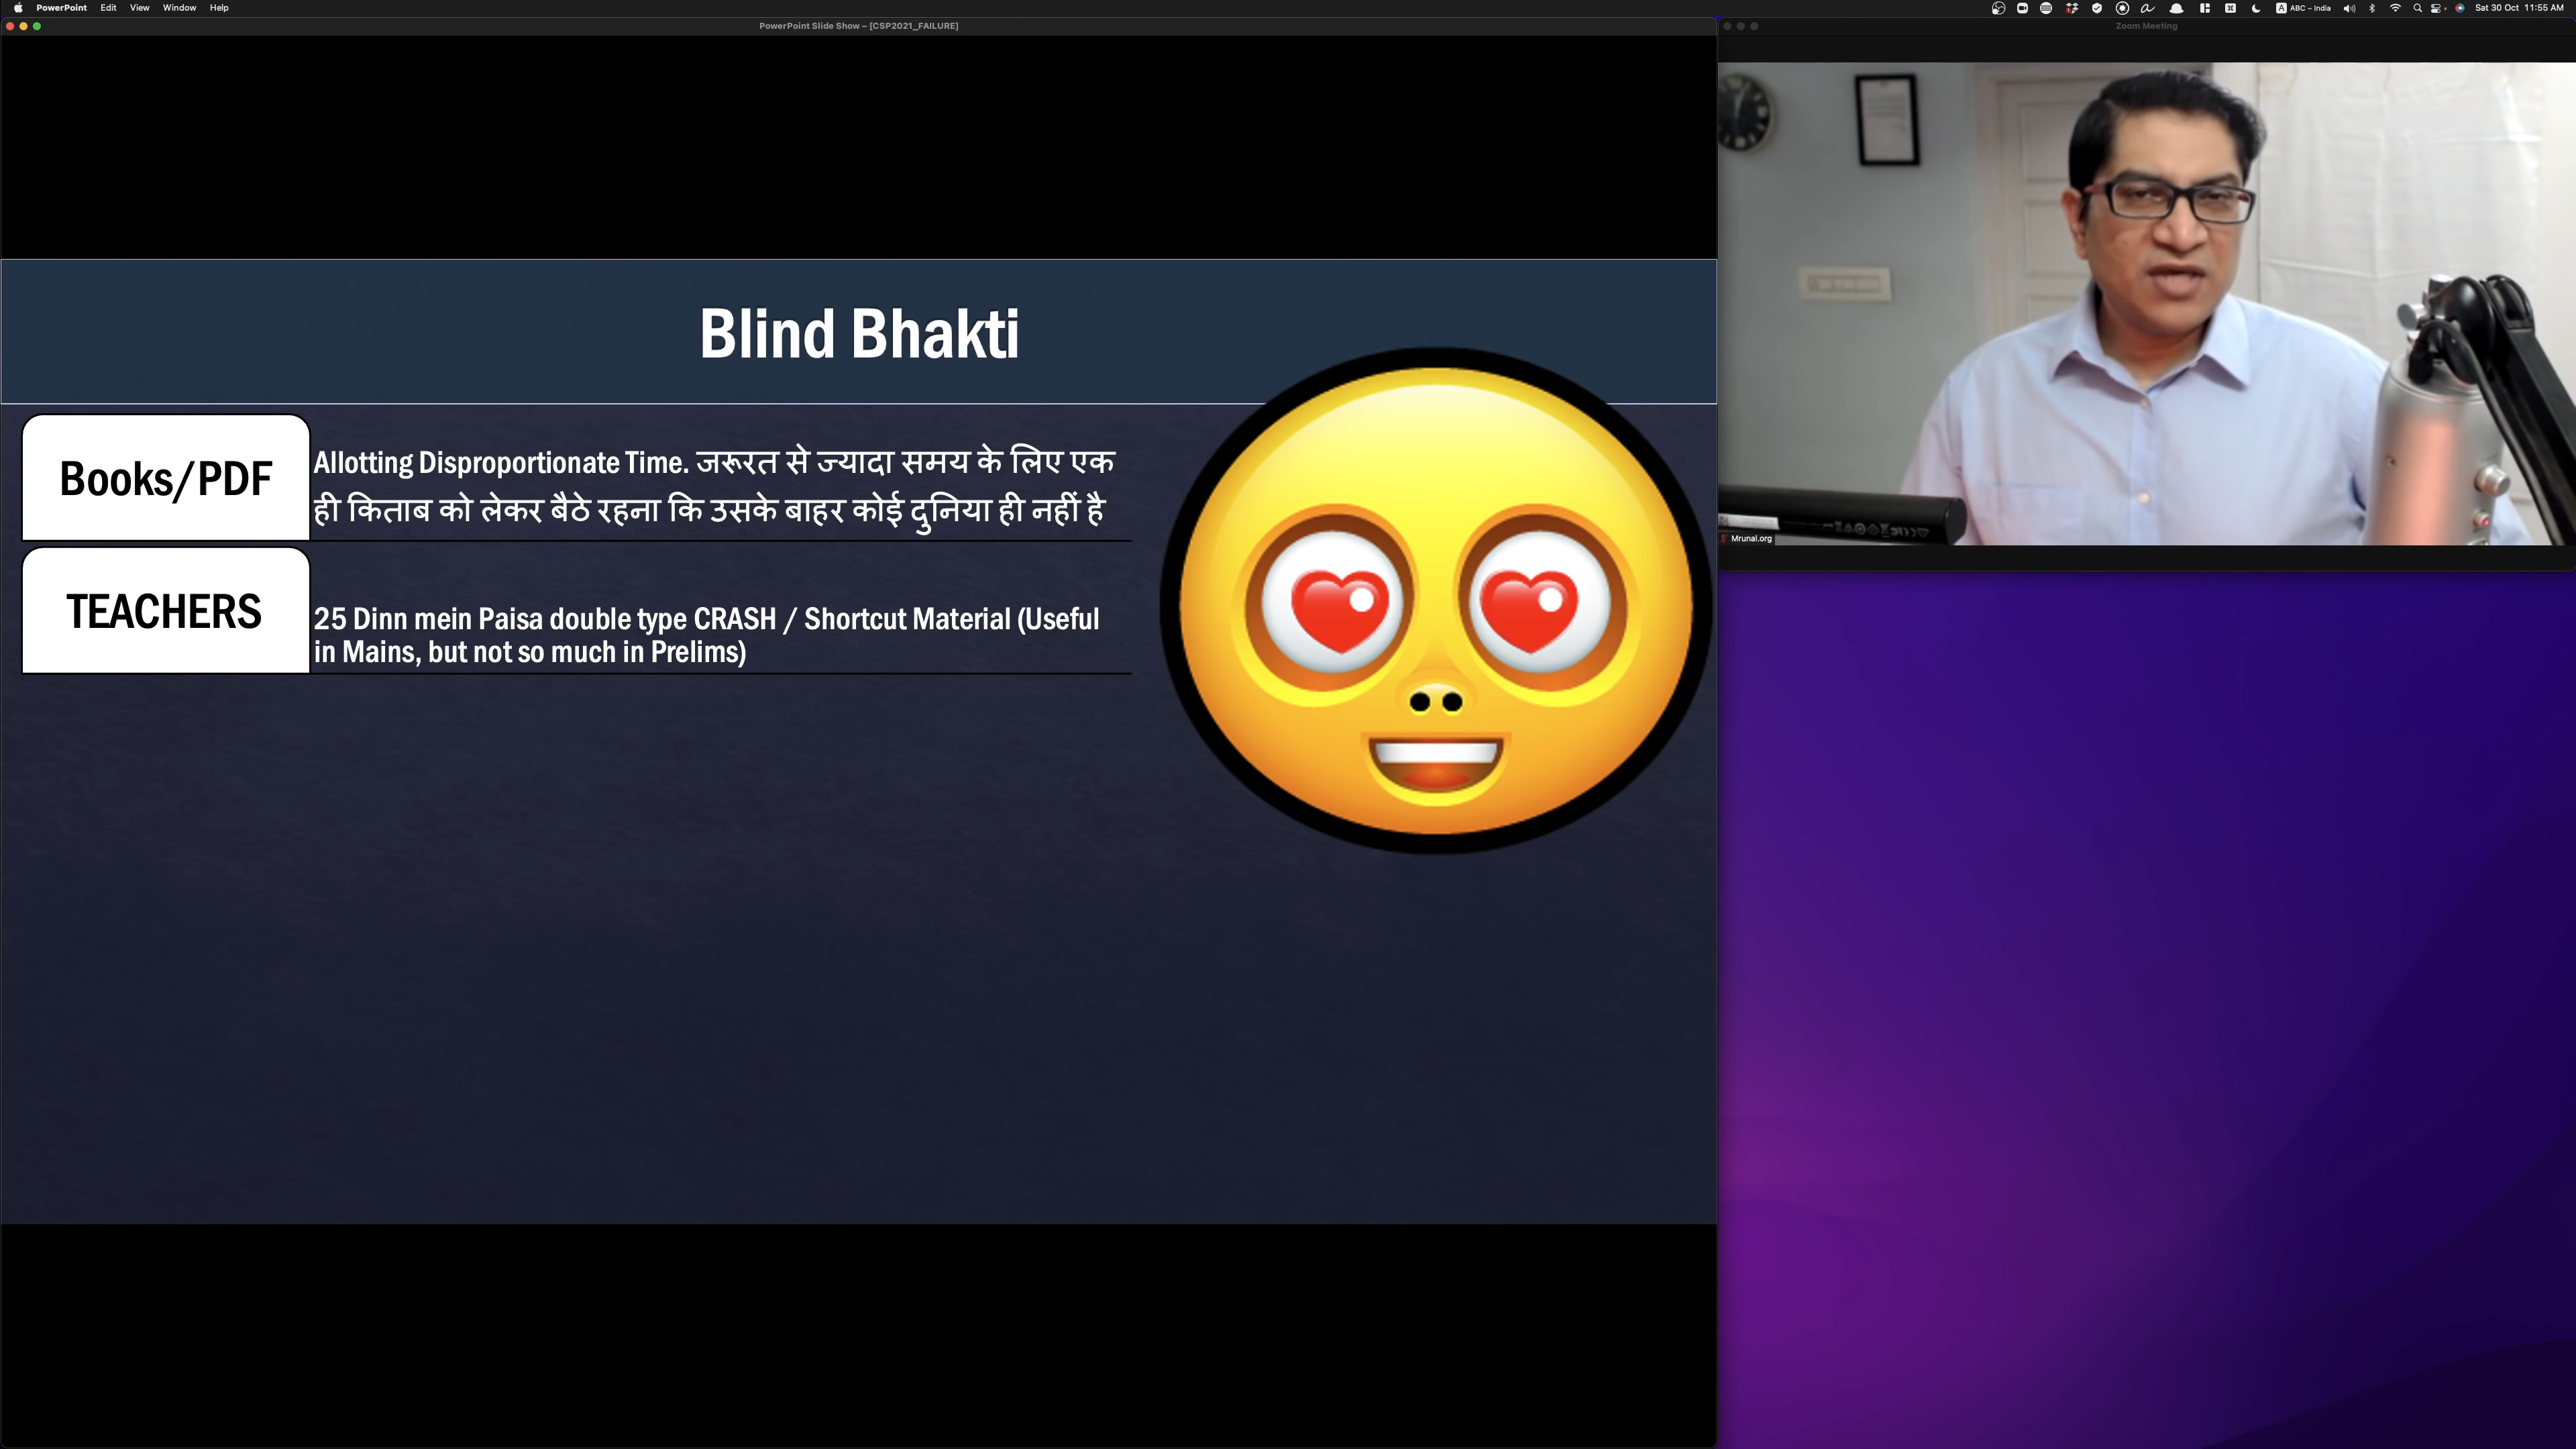 PowerPoint Edit View Window Help
ABC – India
Sat 30 Oct 11:55 AM
PowerPoint Slide Show – [CSP2021_FAILURE]
Zoom Meeting
Blind Bhakti
Books/PDF
Allotting Disproportionate Time. जरूरत से ज्यादा समय के लिए एक
ही किताब को लेकर बैठे रहना कि उसके बाहर कोई दुनिया ही नहीं है
TEACHERS
25 Dinn mein Paisa double type CRASH / Shortcut Material (Useful
in Mains, but not so much in Prelims)
Mrunal.org